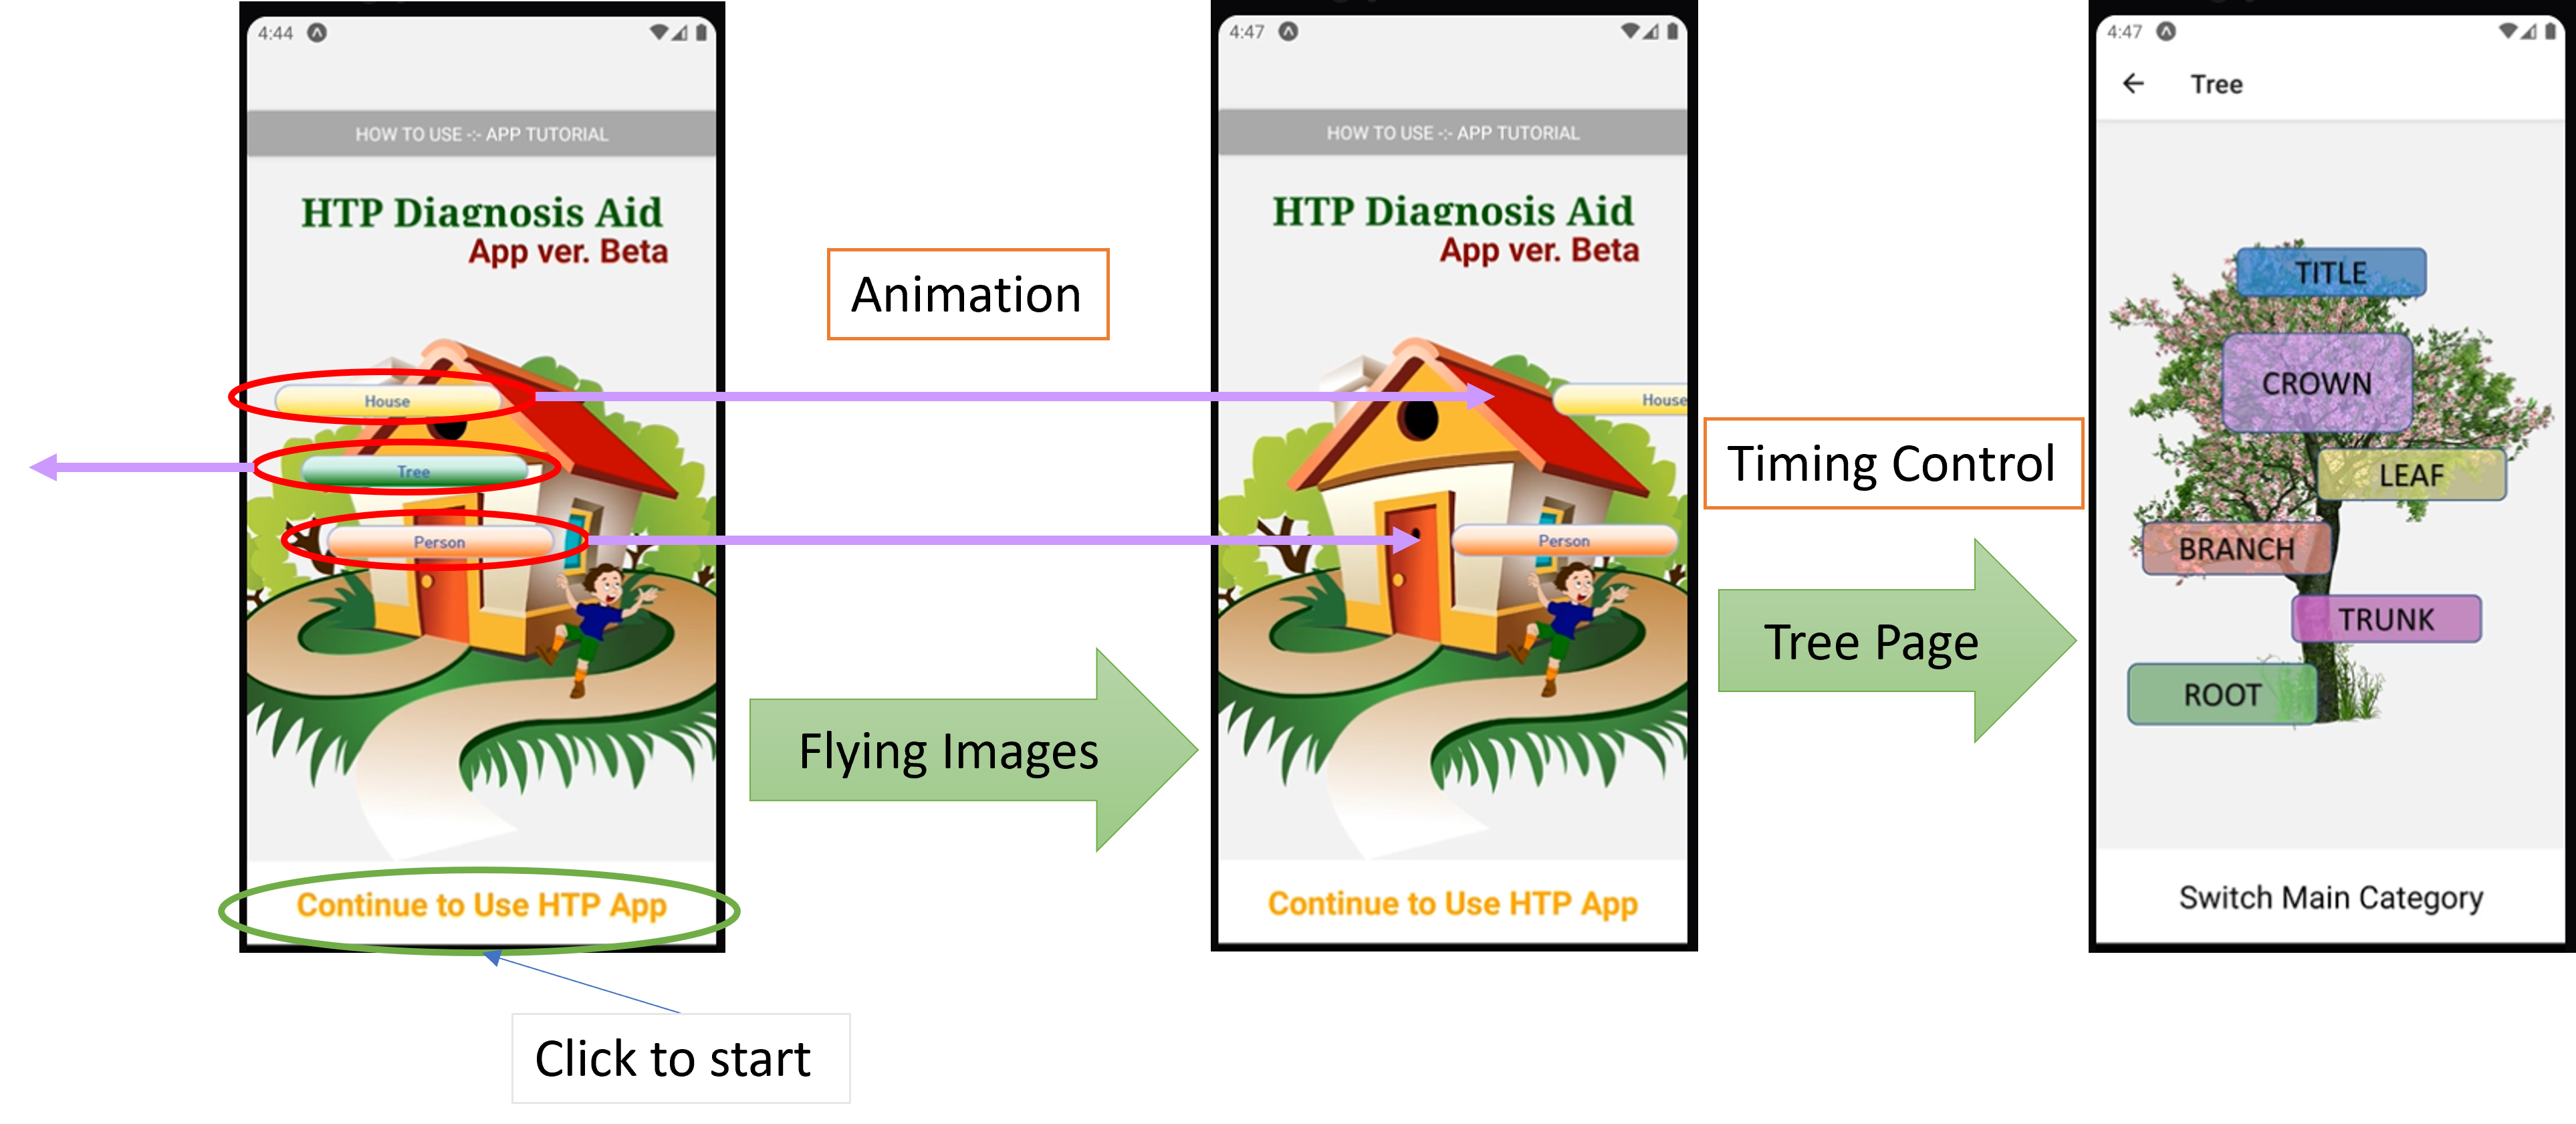 4:44
HOW TO USE -:- APP TUTORIAL
HTP Diagnosis Aid
App ver. Beta
House
Tree
Person
Continue to Use HTP App
Click to start
Animation
Flying Images
4:47
HOW TO USE -:- APP TUTORIAL
HTP Diagnosis Aid
App ver. Beta
House
Person
Continue to Use HTP App
Timing Control
Tree Page
4:47
Tree
TITLE
CROWN
LEAF
BRANCH
TRUNK
ROOT
Switch Main Category